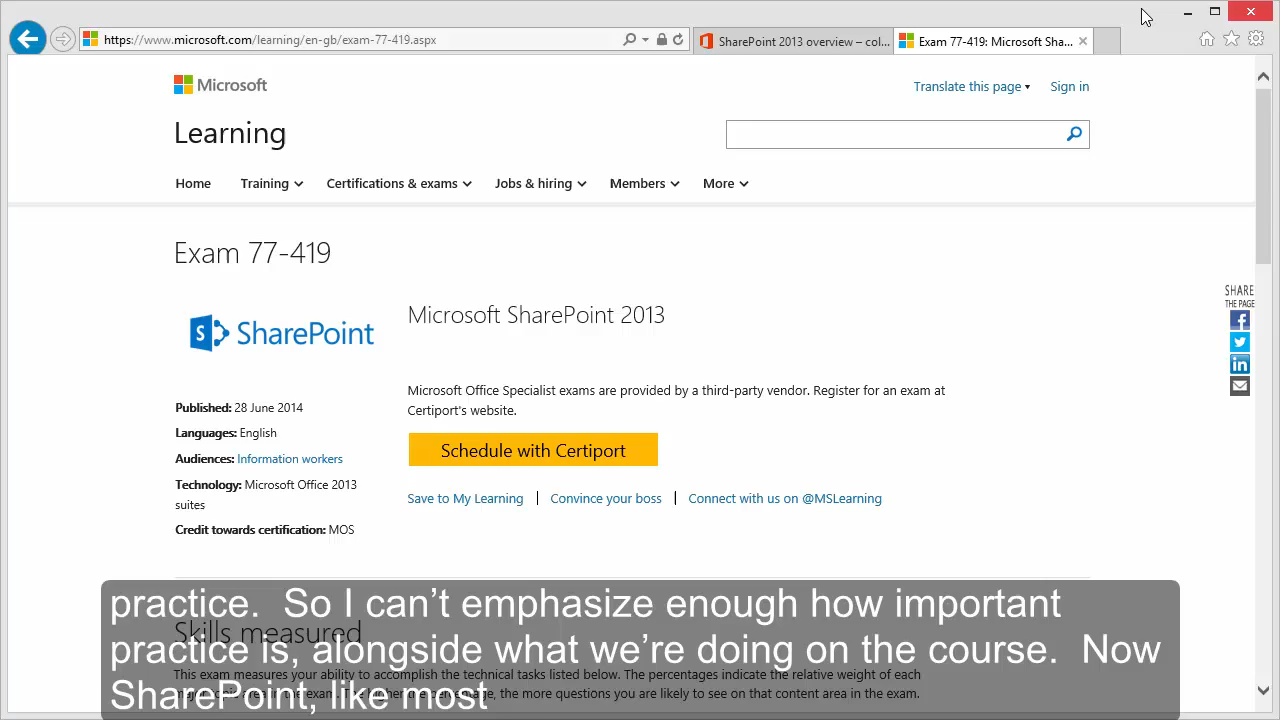 https://www.microsoft.com/learning/en-gb/exam-77-419.aspx
SharePoint 2013 overview – col...
Exam 77-419: Microsoft Sha...
Microsoft
Translate this page
Sign in
Learning
Home Training Certifications & exams Jobs & hiring Members More
Exam 77-419
SHARE
THE PAGE
S SharePoint
Microsoft SharePoint 2013
Microsoft Office Specialist exams are provided by a third-party vendor. Register for an exam at
Certiport's website.
Published: 28 June 2014
Languages: English
Schedule with Certiport
Audiences: Information workers
Technology: Microsoft Office 2013
suites
Save to My Learning | Convince your boss | Connect with us on @MSLearning
Credit towards certification: MOS
practice. So I can’t emphasize enough how important
practice is, alongside what we’re doing on the course. Now
SharePoint, like most
Skills measured
This exam measures your ability to accomplish the technical tasks listed below. The percentages indicate the relative weight of each
the more questions you are likely to see on that content area in the exam.